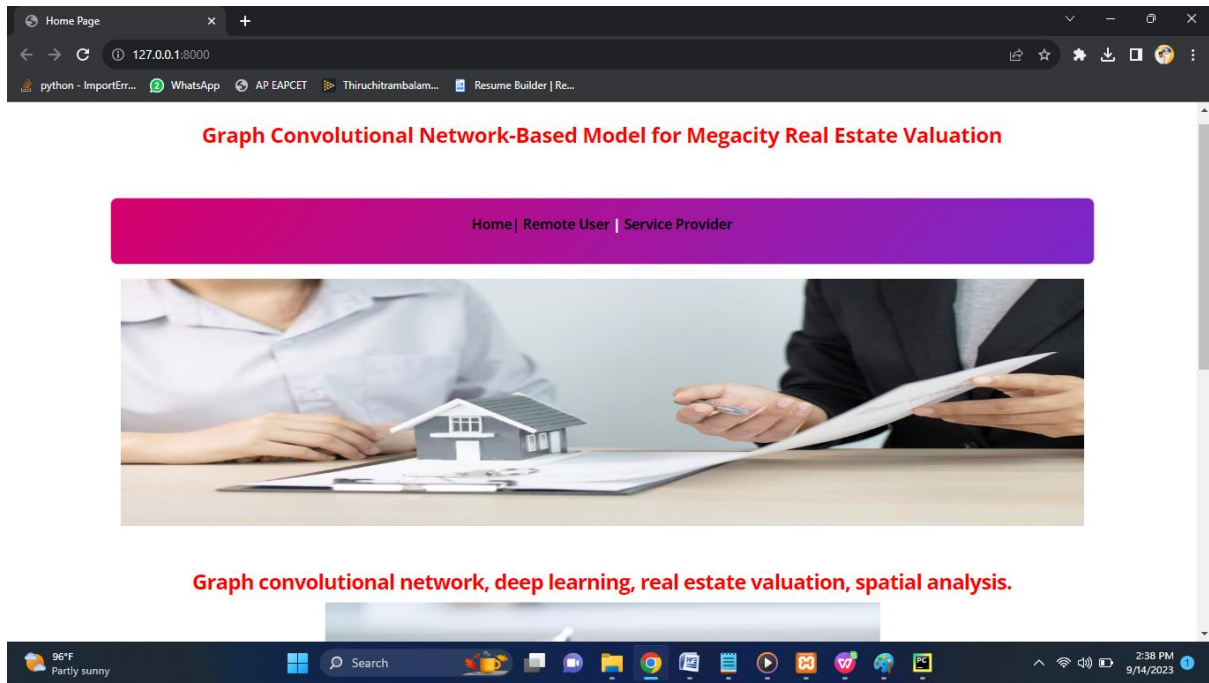 Home Page
127.0.0.1:8000
python - ImportErr... WhatsApp AP EAPCET Thiruchitrambalam... Resume Builder | Re...
Graph Convolutional Network-Based Model for Megacity Real Estate Valuation
Home| Remote User | Service Provider
Graph convolutional network, deep learning, real estate valuation, spatial analysis.
96°F
Partly sunny
Search
2:38 PM
9/14/2023
1